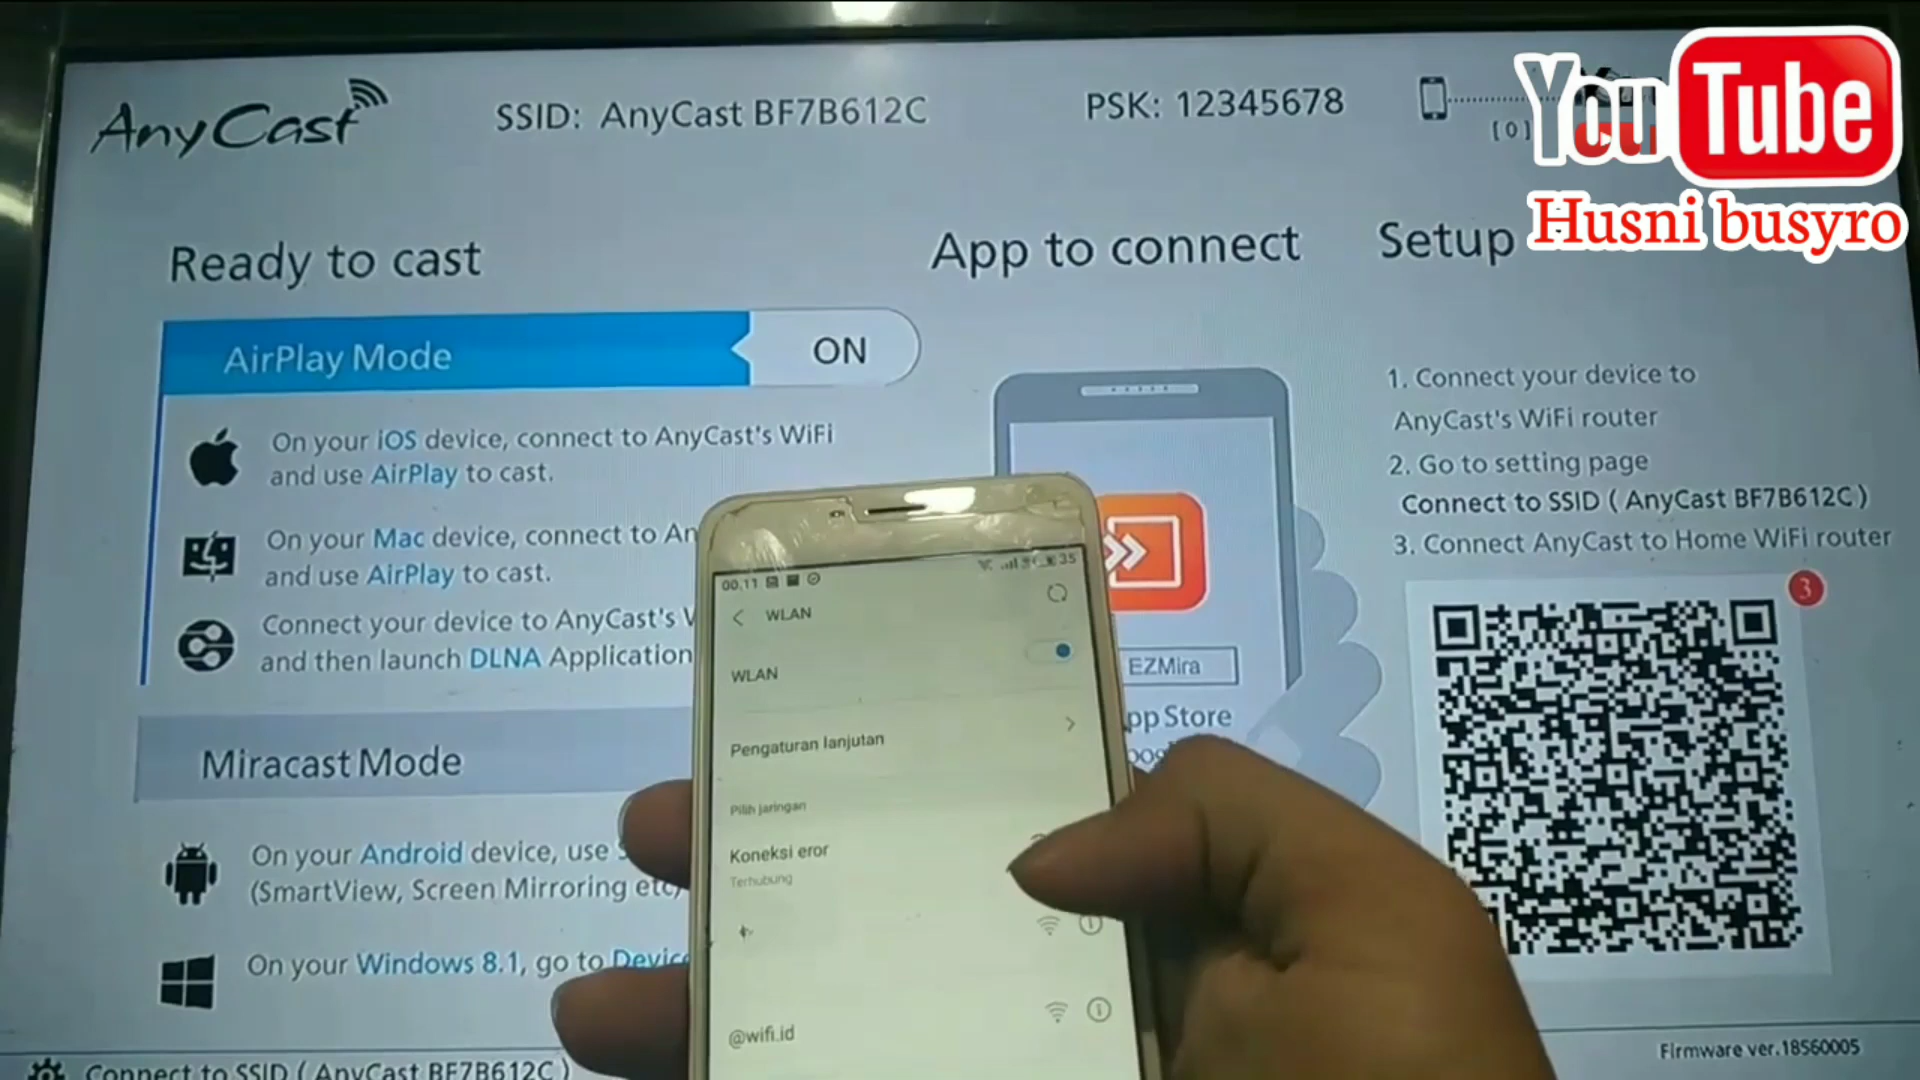 AnyCast
SSID: AnyCast BF7B612C
PSK: 12345678
[0]
YouTube
Husni busyro
Ready to cast
AirPlay Mode
ON
On your iOS device, connect to AnyCast's WiFi
and use AirPlay to cast.
On your Mac device, connect to An
and use AirPlay to cast.
Connect your device to AnyCast's
and then launch DLNA Application
Miracast Mode
On your Android device, use
(SmartView, Screen Mirroring etc)
On your Windows 8.1, go to Device
Connect to SSID ( AnyCast BF7B612C )
App to connect
EZMira
pp Store
Setup
1. Connect your device to
AnyCast's WiFi router
2. Go to setting page
Connect to SSID ( AnyCast BF7B612C )
3. Connect AnyCast to Home WiFi router
3
Firmware ver.18560005
00.11
35
WLAN
WLAN
Pengaturan lanjutan
Pilih jaringan
Koneksi eror
Terhubung
@wifi.id